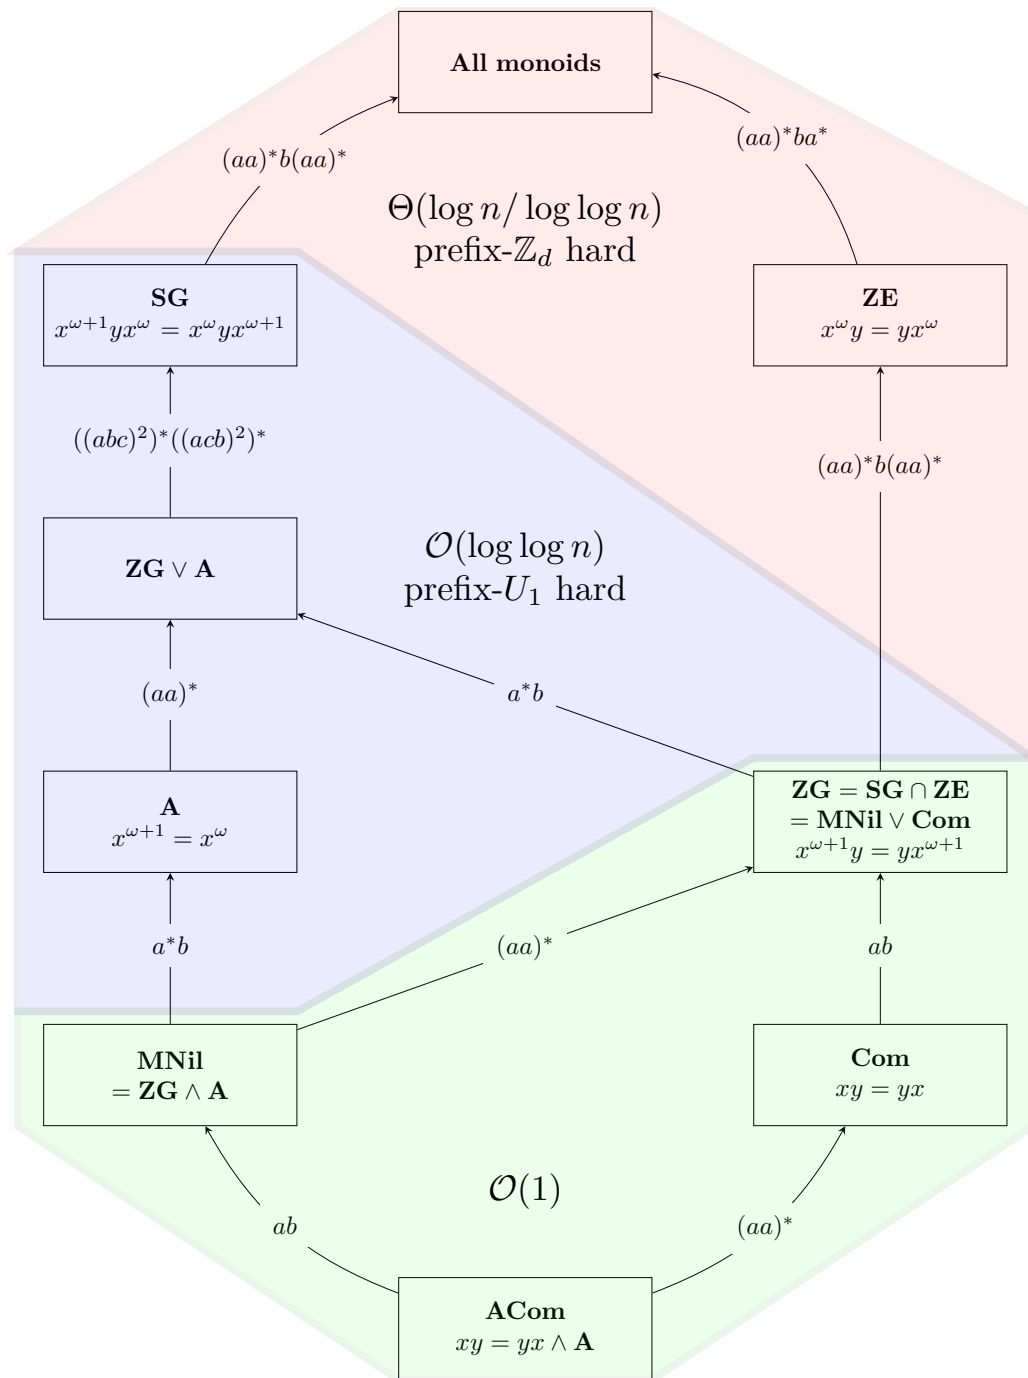 All monoids
(aa)*b(aa)*
(aa)*ba*
Θ(log n/ log log n)
prefix-ℤ_d hard
SG
x^{ω+1}yx^ω = x^ωyx^{ω+1}
ZE
x^ωy = yx^ω
((abc)^2)*((acb)^2)*
(aa)*b(aa)*
𝒪(log log n)
prefix-U_1 hard
ZG ∨ A
(aa)*
a*b
A
x^{ω+1} = x^ω
ZG = SG ∩ ZE
= MNil ∨ Com
x^{ω+1}y = yx^{ω+1}
a*b
(aa)*
ab
MNil
= ZG ∧ A
Com
xy = yx
𝒪(1)
ab
(aa)*
ACom
xy = yx ∧ A